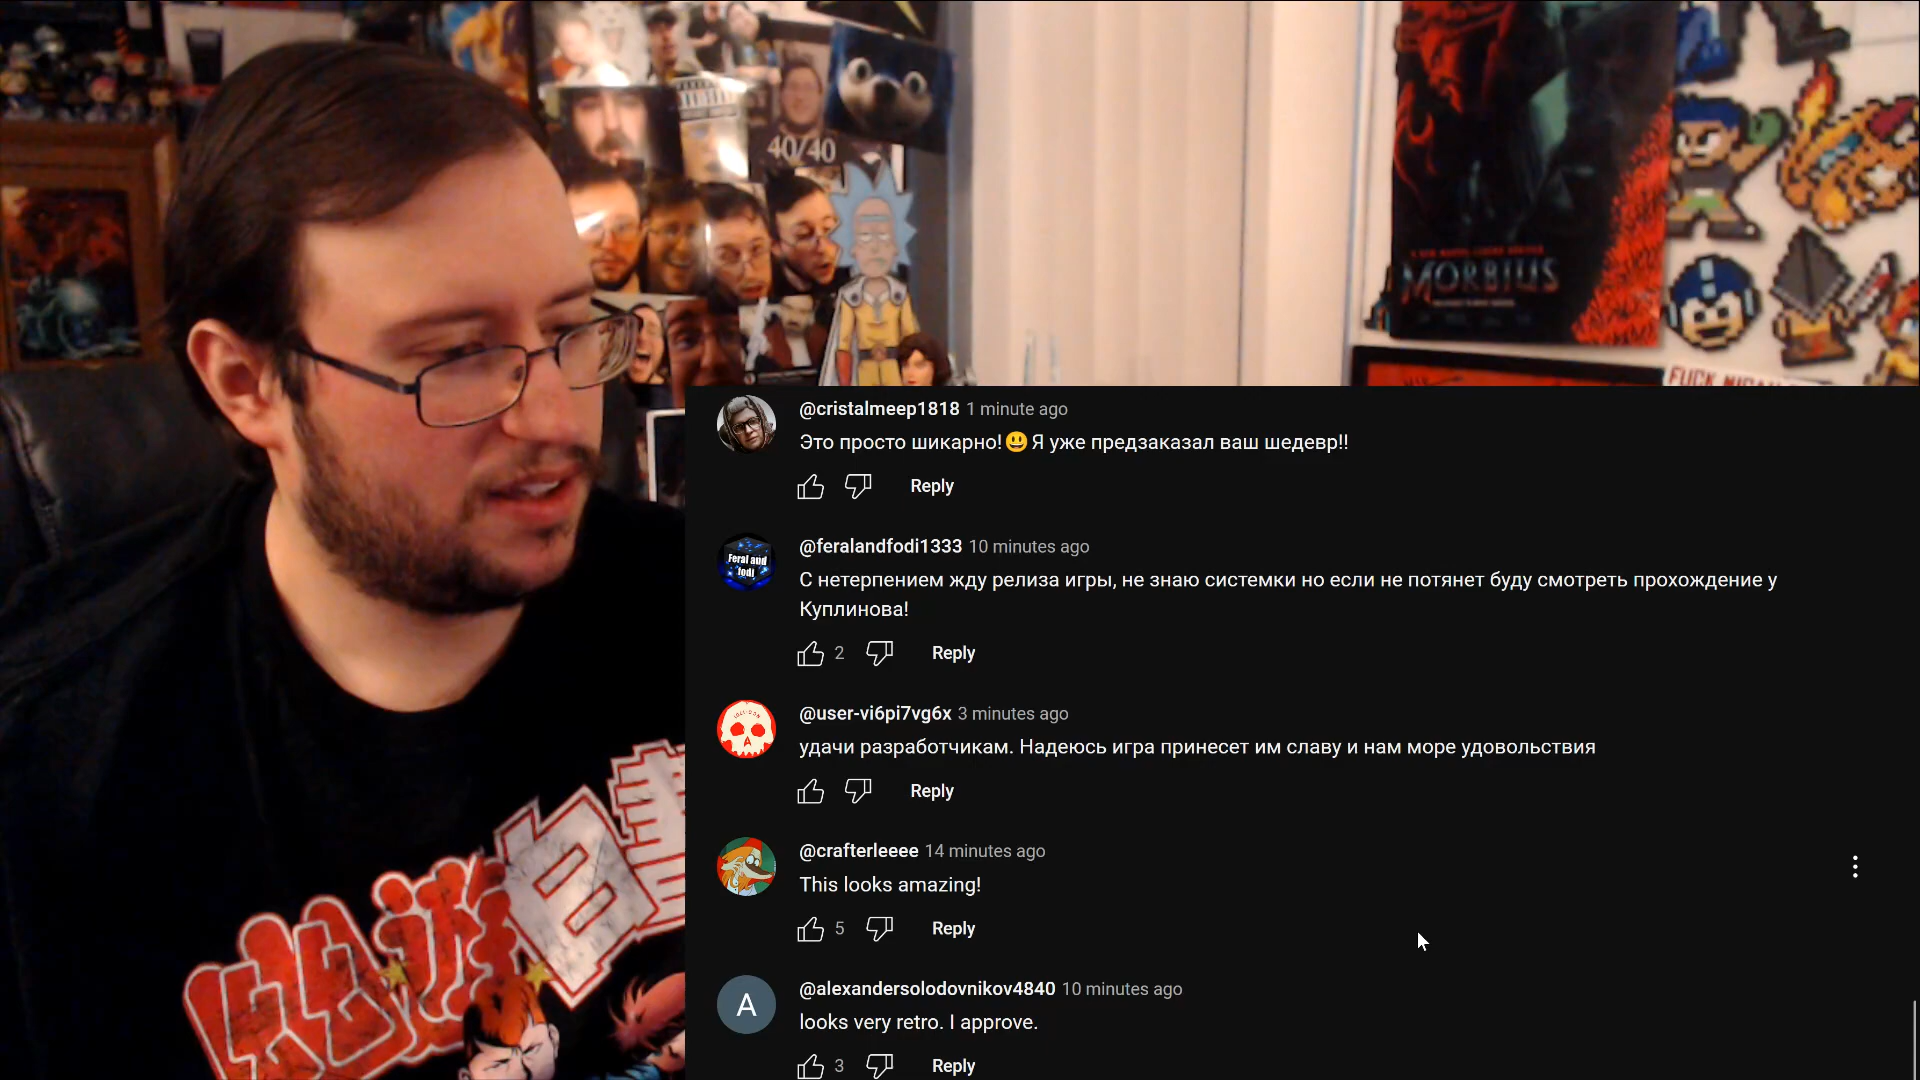 40/40
MORBIUS
@cristalmeep1818 1 minute ago
Это просто шикарно!😃Я уже предзаказал ваш шедевр!!
Reply
Feral and
fodi
@feralandfodi1333 10 minutes ago
С нетерпением жду релиза игры, не знаю системки но если не потянет буду смотреть прохождение у
Куплинова!
2 Reply
@user-vi6pi7vg6x 3 minutes ago
удачи разработчикам. Надеюсь игра принесет им славу и нам море удовольствия
Reply
@crafterleeee 14 minutes ago
This looks amazing!
5 Reply
A
@alexandersolodovnikov4840 10 minutes ago
looks very retro. I approve.
3 Reply